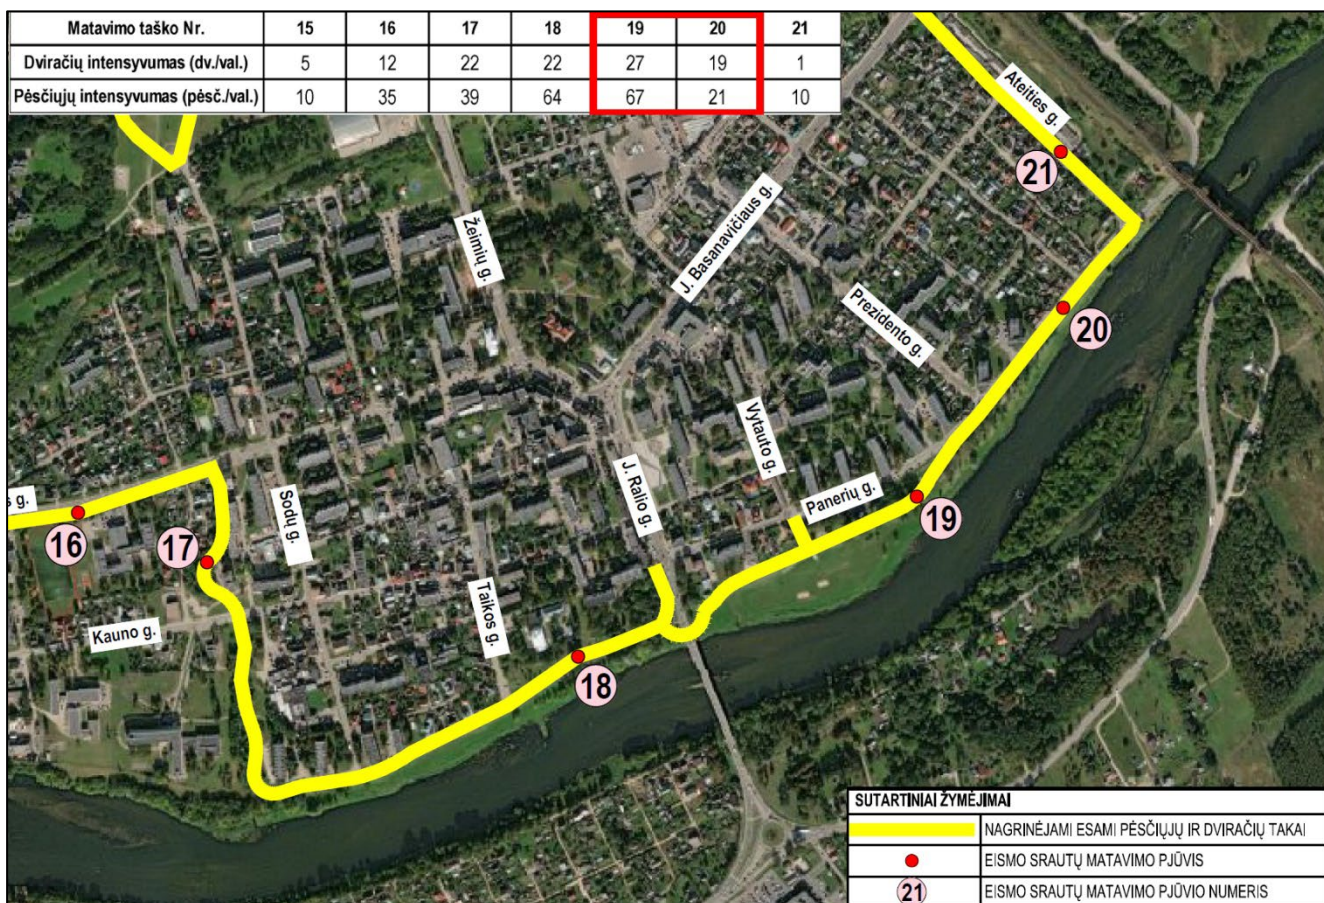 Matavimo taško Nr. 15 16 17 18 19 20 21
Dviračių intensyvumas (dv./val.) 5 12 22 22 27 19 1
Pėsčiųjų intensyvumas (pėsč./val.) 10 35 39 64 67 21 10
Ateities g.
21
Žeimių g.
J. Basanavičiaus g.
Prezidento g.
20
Vytauto g.
J. Ralio g.
Panerių g.
19
s g.
16
17
Sodų g.
Taikos g.
Kauno g.
18
SUTARTINIAI ŽYMĖJIMAI
NAGRINĖJAMI ESAMI PĖSČIŲJŲ IR DVIRAČIŲ TAKAI
EISMO SRAUTŲ MATAVIMO PJŪVIS
21 EISMO SRAUTŲ MATAVIMO PJŪVIO NUMERIS